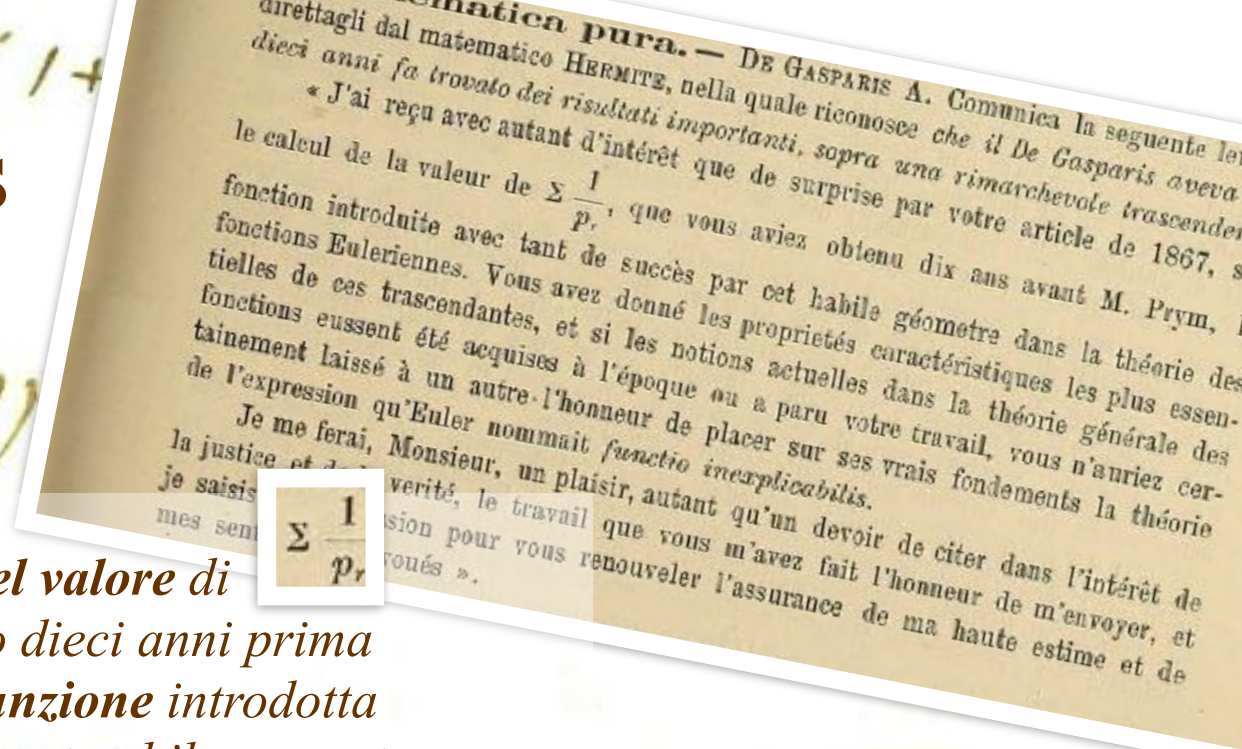 matica pura. — DE GASPARIS A. Comunica la seguente let
direttagli dal matematico HERMITE, nella quale riconosce che il De Gasparis aveva
dieci anni fa trovato dei risultati importanti, sopra una rimarchevole trascenden
« J'ai reçu avec autant d'intérêt que de surprise par votre article de 1867, s
le calcul de la valeur de Σ 1/pᵣ, que vous aviez obtenu dix ans avant M. Prym, l
fonction introduite avec tant de succès par cet habile géometre dans la théorie des
fonctions Euleriennes. Vous avez donné les proprietés caractéristiques les plus essen-
tielles de ces trascendantes, et si les notions actuelles dans la théorie générale des
fonctions eussent été acquises à l'époque ou a paru votre travail, vous n'auriez cer-
tainement laissé à un autre l'honneur de placer sur ses vrais fondements la théorie
de l'expression qu'Euler nommait functio inexplicabilis.
Je me ferai, Monsieur, un plaisir, autant qu'un devoir de citer dans l'intérêt de
la justice et de verité, le travail que vous m'avez fait l'honneur de m'envoyer, et
je saisis sion pour vous renouveler l'assurance de ma haute estime et de
mes sent voués ».
Σ 1/pᵣ
1+
s
el valore di
o dieci anni prima
nzione introdotta